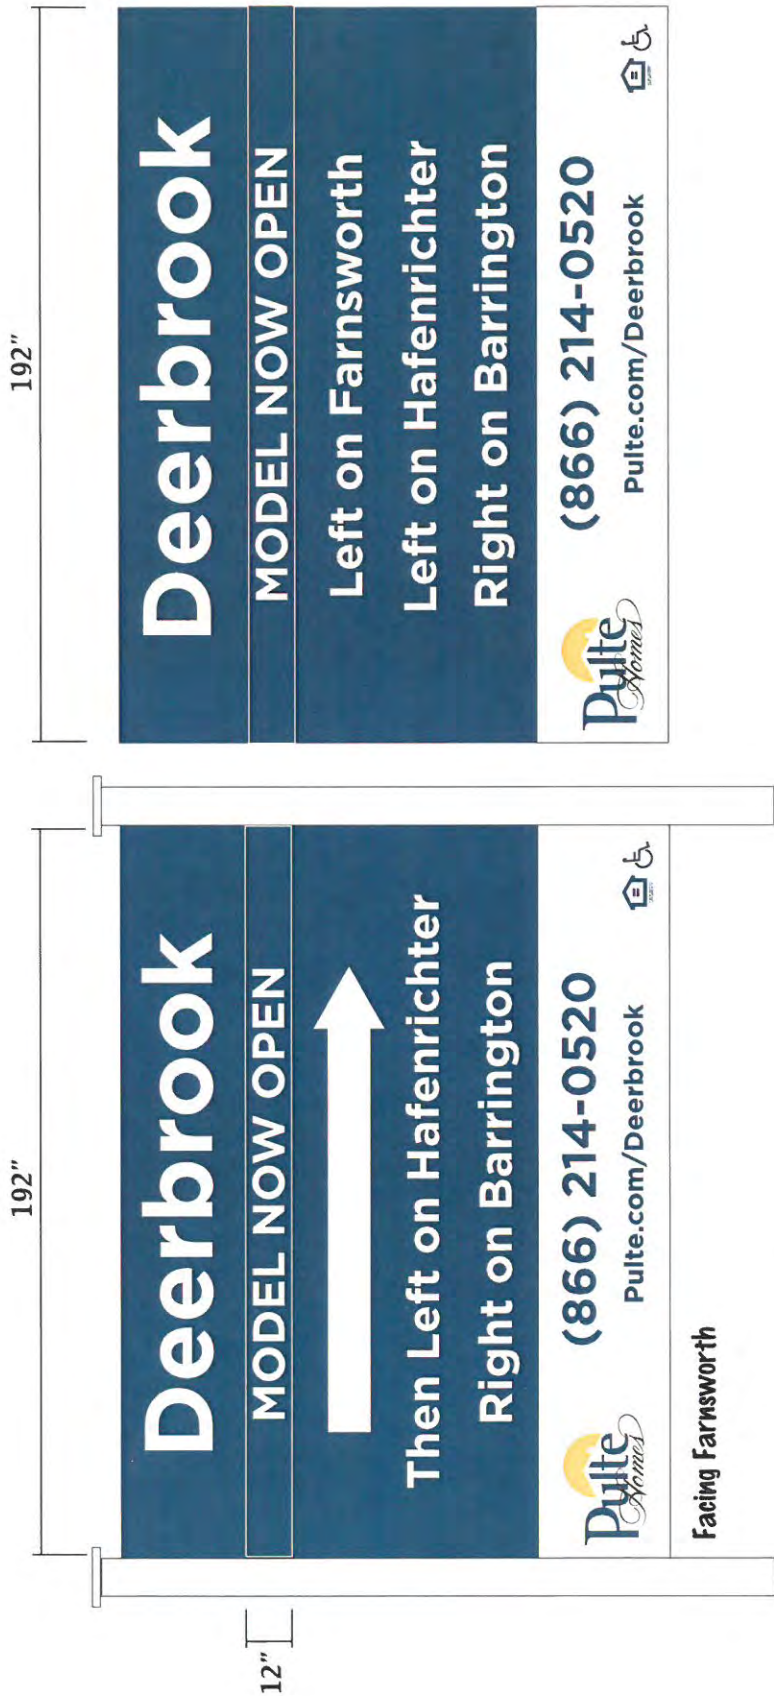 192"
12"
Deerbrook
MODEL NOW OPEN
Then Left on Hafenrichter
Right on Barrington
Pulte
Homes
(866) 214-0520
Pulte.com/Deerbrook
Facing Farnsworth
192"
Deerbrook
MODEL NOW OPEN
Left on Farnsworth
Left on Hafenrichter
Right on Barrington
Pulte
Homes
(866) 214-0520
Pulte.com/Deerbrook